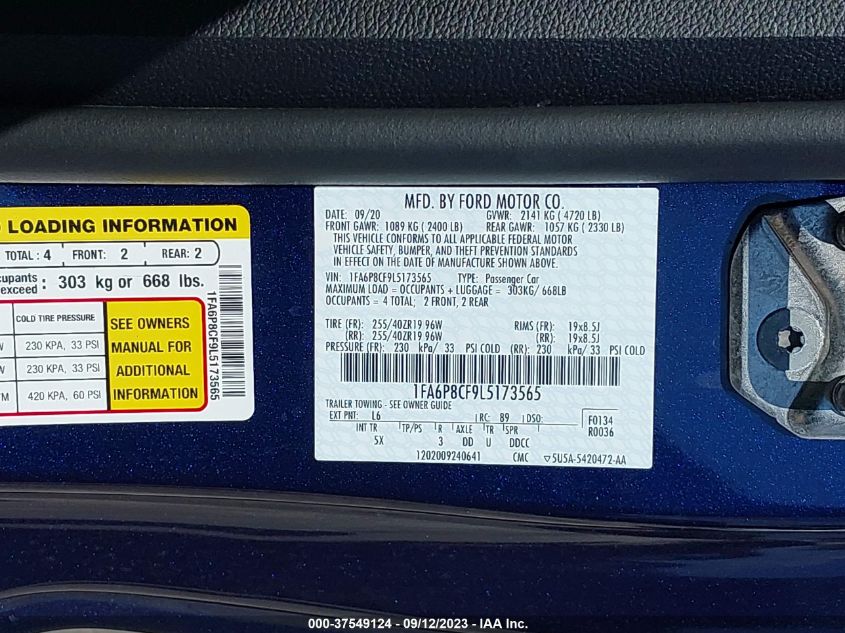 LOADING INFORMATION
TOTAL: 4 FRONT: 2 REAR: 2
303 kg or 668 lbs.
COLD TIRE PRESSURE
230 KPA, 33 PSI
230 KPA, 33 PSI
420 KPA, 60 PSI
SEE OWNERS
MANUAL FOR
ADDITIONAL
INFORMATION
1FA6P8CF9L5173565
MFD. BY FORD MOTOR CO.
DATE: 09/20 GVWR: 2141 KG ( 4720 LB)
FRONT GAWR: 1089 KG ( 2400 LB) REAR GAWR: 1057 KG ( 2330 LB)
THIS VEHICLE CONFORMS TO ALL APPLICABLE FEDERAL MOTOR
VEHICLE SAFETY, BUMPER, AND THEFT PREVENTION STANDARDS
IN EFFECT ON THE DATE OF MANUFACTURE SHOWN ABOVE.
VIN: 1FA6P8CF9L5173565 TYPE: Passenger Car
MAXIMUM LOAD = OCCUPANTS + LUGGAGE = 303KG/ 668LB
OCCUPANTS = 4 TOTAL; 2 FRONT, 2 REAR
TIRE (FR): 255/40ZR19 96W RIMS (FR): 19x8.5J
(RR): 255/40ZR19 96W (RR): 19x8.5J
PRESSURE (FR): 230 kPa/ 33 PSI COLD (RR): 230 kPa/ 33 PSI COLD
1FA6P8CF9L5173565
TRAILER TOWING - SEE OWNER GUIDE
EXT PNT: L6 RC: 89 DSO: F0134
R0036
INT TR TP/PS R AXLE TR SPR
5X 3 DD U DDCC
1202009240641 CMC ▽5U5A-5420472-AA
000-37549124 - 09/12/2023 - IAA Inc.